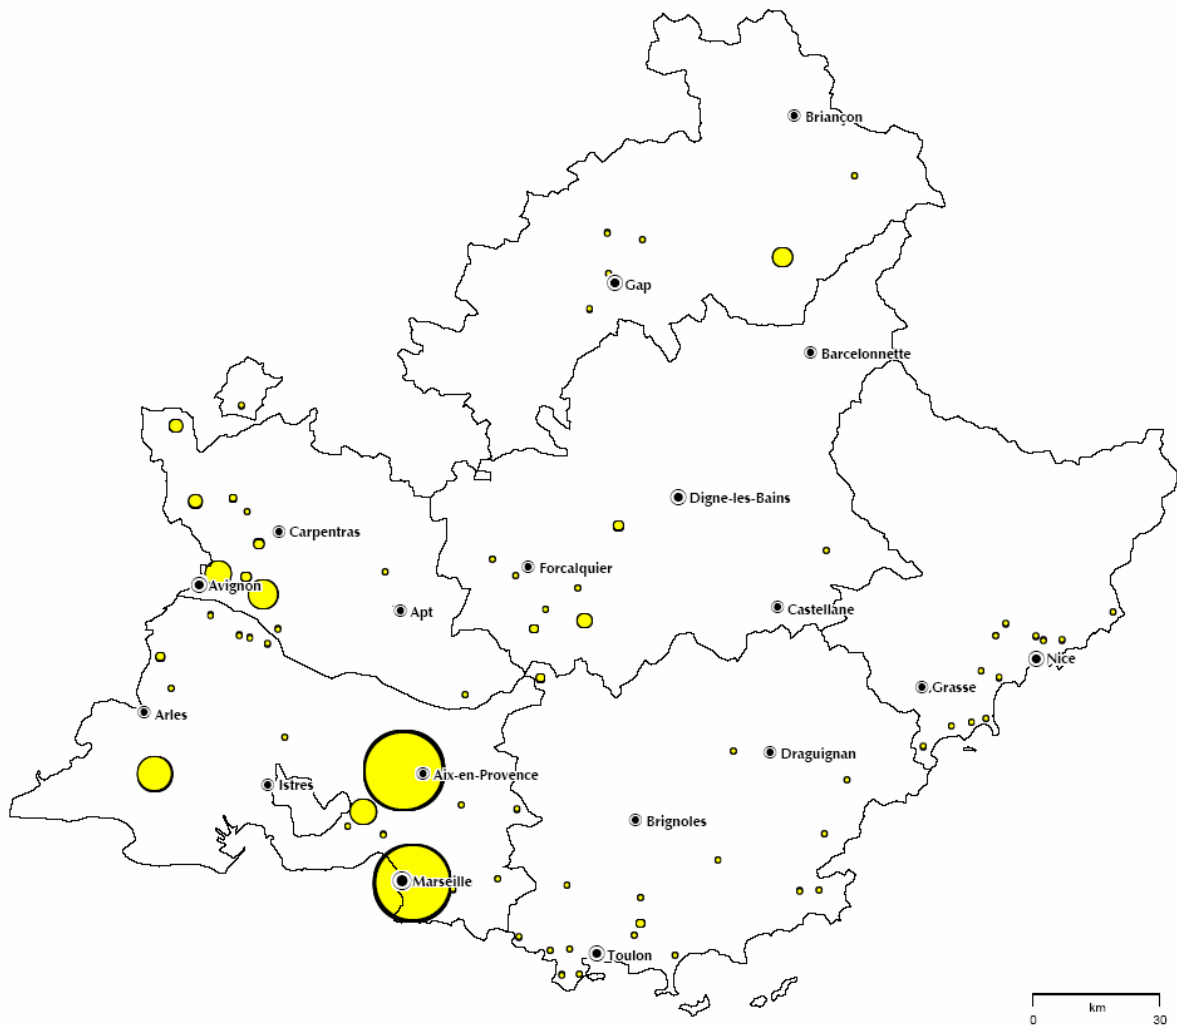 Briançon
Gap
Barcelonnette
Digne-les-Bains
Carpentras
Forcalquier
Avignon
Apt
Castellane
Nice
Grasse
Arles
Draguignan
Aix-en-Provence
Istres
Brignoles
Marseille
Toulon
km
0 30